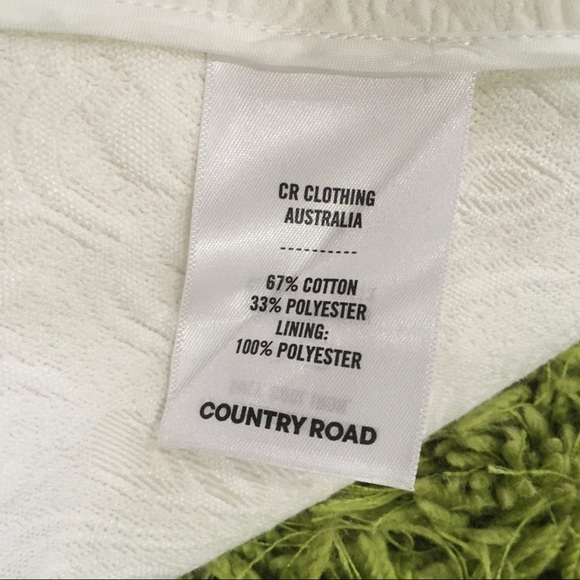 CR CLOTHING
AUSTRALIA
----------
67% COTTON
33% POLYESTER
LINING:
100% POLYESTER
COUNTRY ROAD